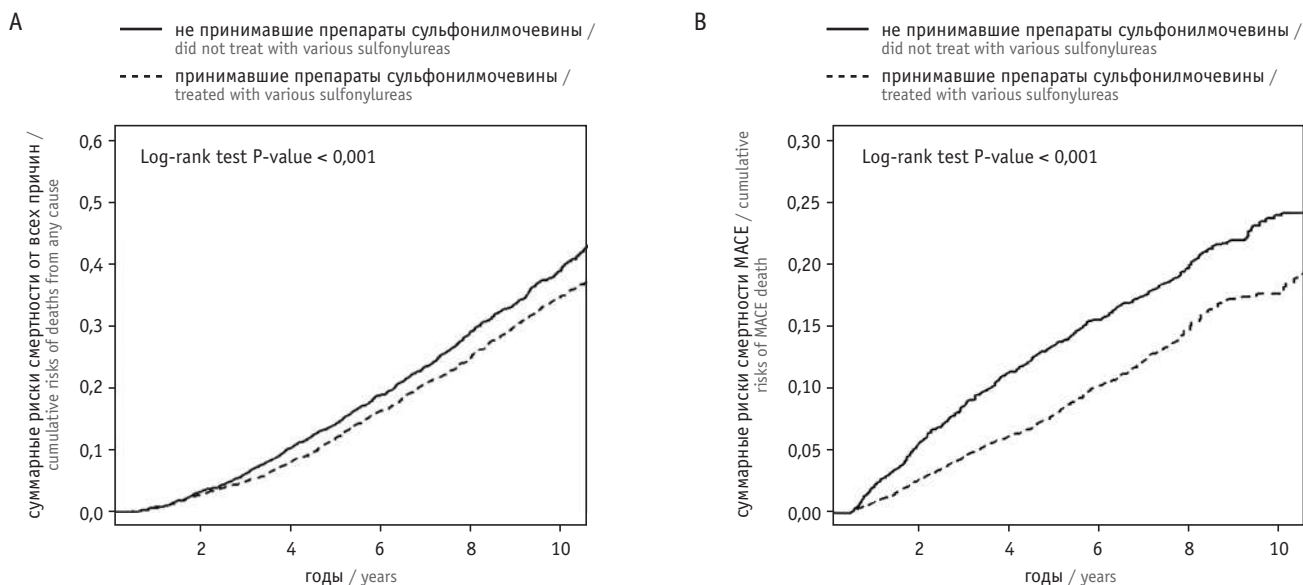 A
не принимавшие препараты сульфонилмочевины /
did not treat with various sulfonylureas
принимавшие препараты сульфонилмочевины /
treated with various sulfonylureas
суммарные риски смертности от всех причин /
cumulative risks of deaths from any cause
0,6
0,5
0,4
0,3
0,2
0,1
0,0
Log-rank test P-value < 0,001
2 4 6 8 10
годы / years
B
не принимавшие препараты сульфонилмочевины /
did not treat with various sulfonylureas
принимавшие препараты сульфонилмочевины /
treated with various sulfonylureas
суммарные риски смертности MACE / cumulative
risks of MACE death
0,30
0,25
0,20
0,15
0,10
0,05
0,00
Log-rank test P-value < 0,001
2 4 6 8 10
годы / years